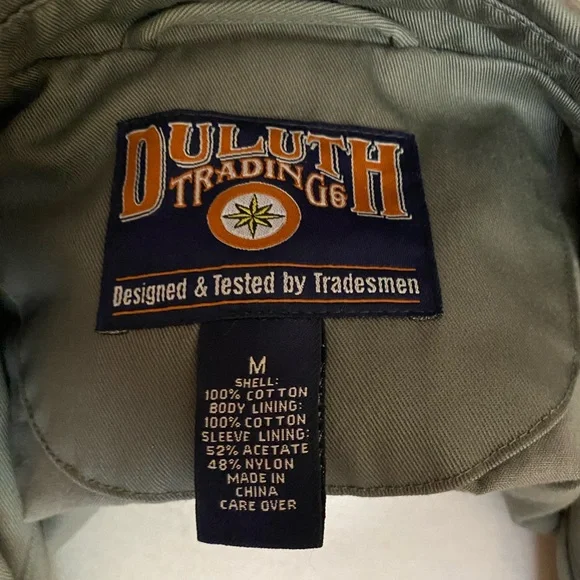 DULUTH
TRADING Co
Designed & Tested by Tradesmen
M
SHELL:
100% COTTON
BODY LINING:
100% COTTON
SLEEVE LINING:
52% ACETATE
48% NYLON
MADE IN
CHINA
CARE OVER